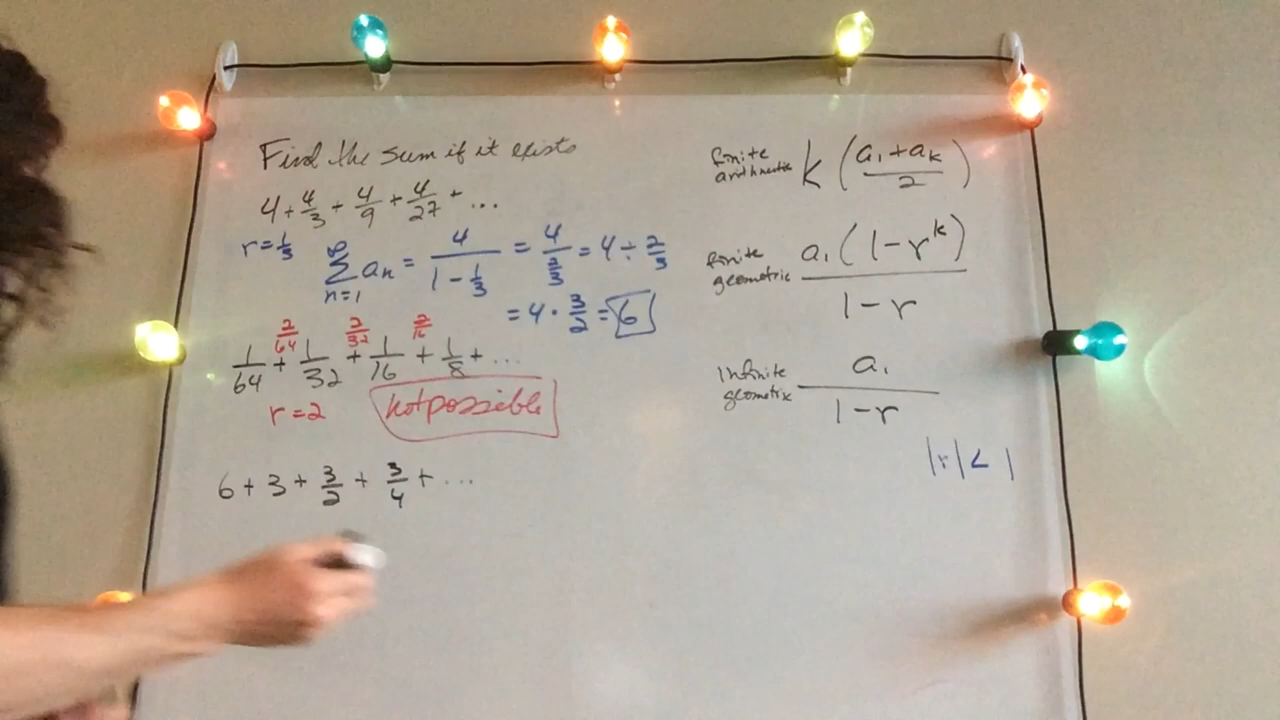 Find the sum if it exists
4 + 4/3 + 4/9 + 4/27 + ...
r = 1/3
∞ Σ n=1 aₙ = 4/(1 - 1/3) = 4/(2/3) = 4 ÷ 2/3
= 4 · 3/2 = 6
2/64 2/32 2/16
1/64 + 1/32 + 1/16 + 1/8 + ...
r = 2 not possible
6 + 3 + 3/2 + 3/4 + ...
finite arithmetic k (a₁ + aₖ / 2)
finite geometric a₁(1 - rᵏ) / 1 - r
infinite geometric a₁ / 1 - r
|r| < 1